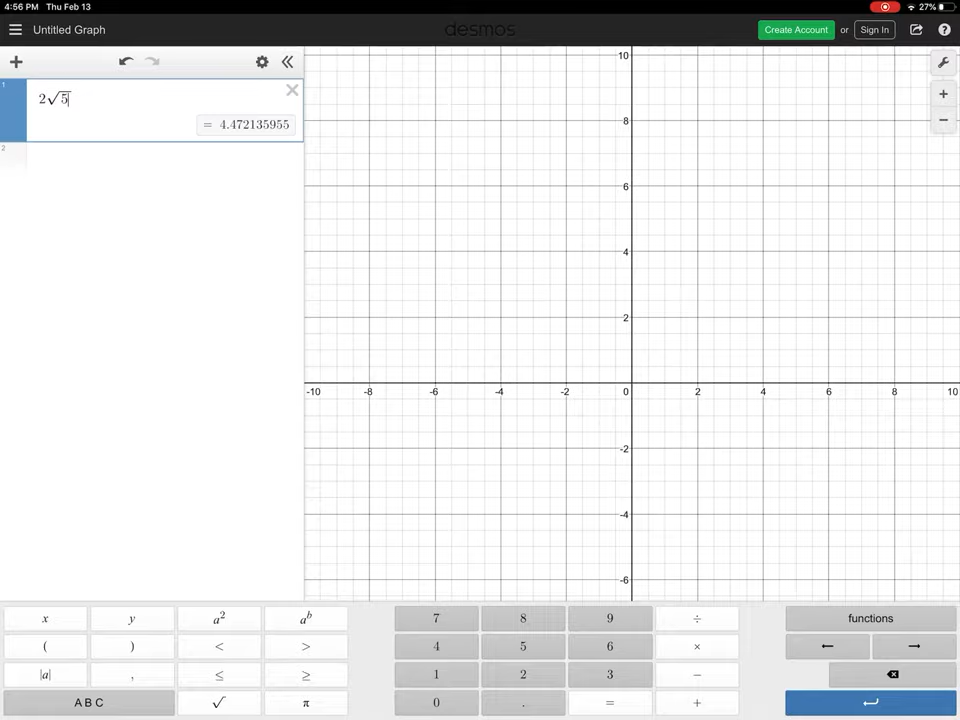 4:56 PM Thu Feb 13 27%
Untitled Graph desmos Create Account or Sign In ?
1
2√5
= 4.472135955
2
10
8
6
4
2
-10 -8 -6 -4 -2 0 2 4 6 8 10
-2
-4
-6
x y a² aᵇ 7 8 9 ÷ functions
( ) < > 4 5 6 × ← →
|a| , ≤ ≥ 1 2 3 −
A B C √ π 0 . = +